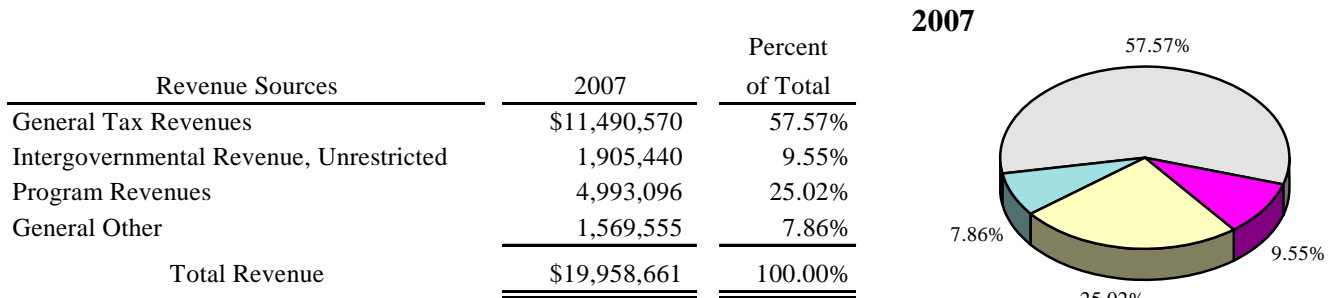 2007
Percent
Revenue Sources 2007 of Total
General Tax Revenues $11,490,570 57.57%
Intergovernmental Revenue, Unrestricted 1,905,440 9.55%
Program Revenues 4,993,096 25.02%
General Other 1,569,555 7.86%
Total Revenue $19,958,661 100.00%
57.57%
7.86%
9.55%
25.02%